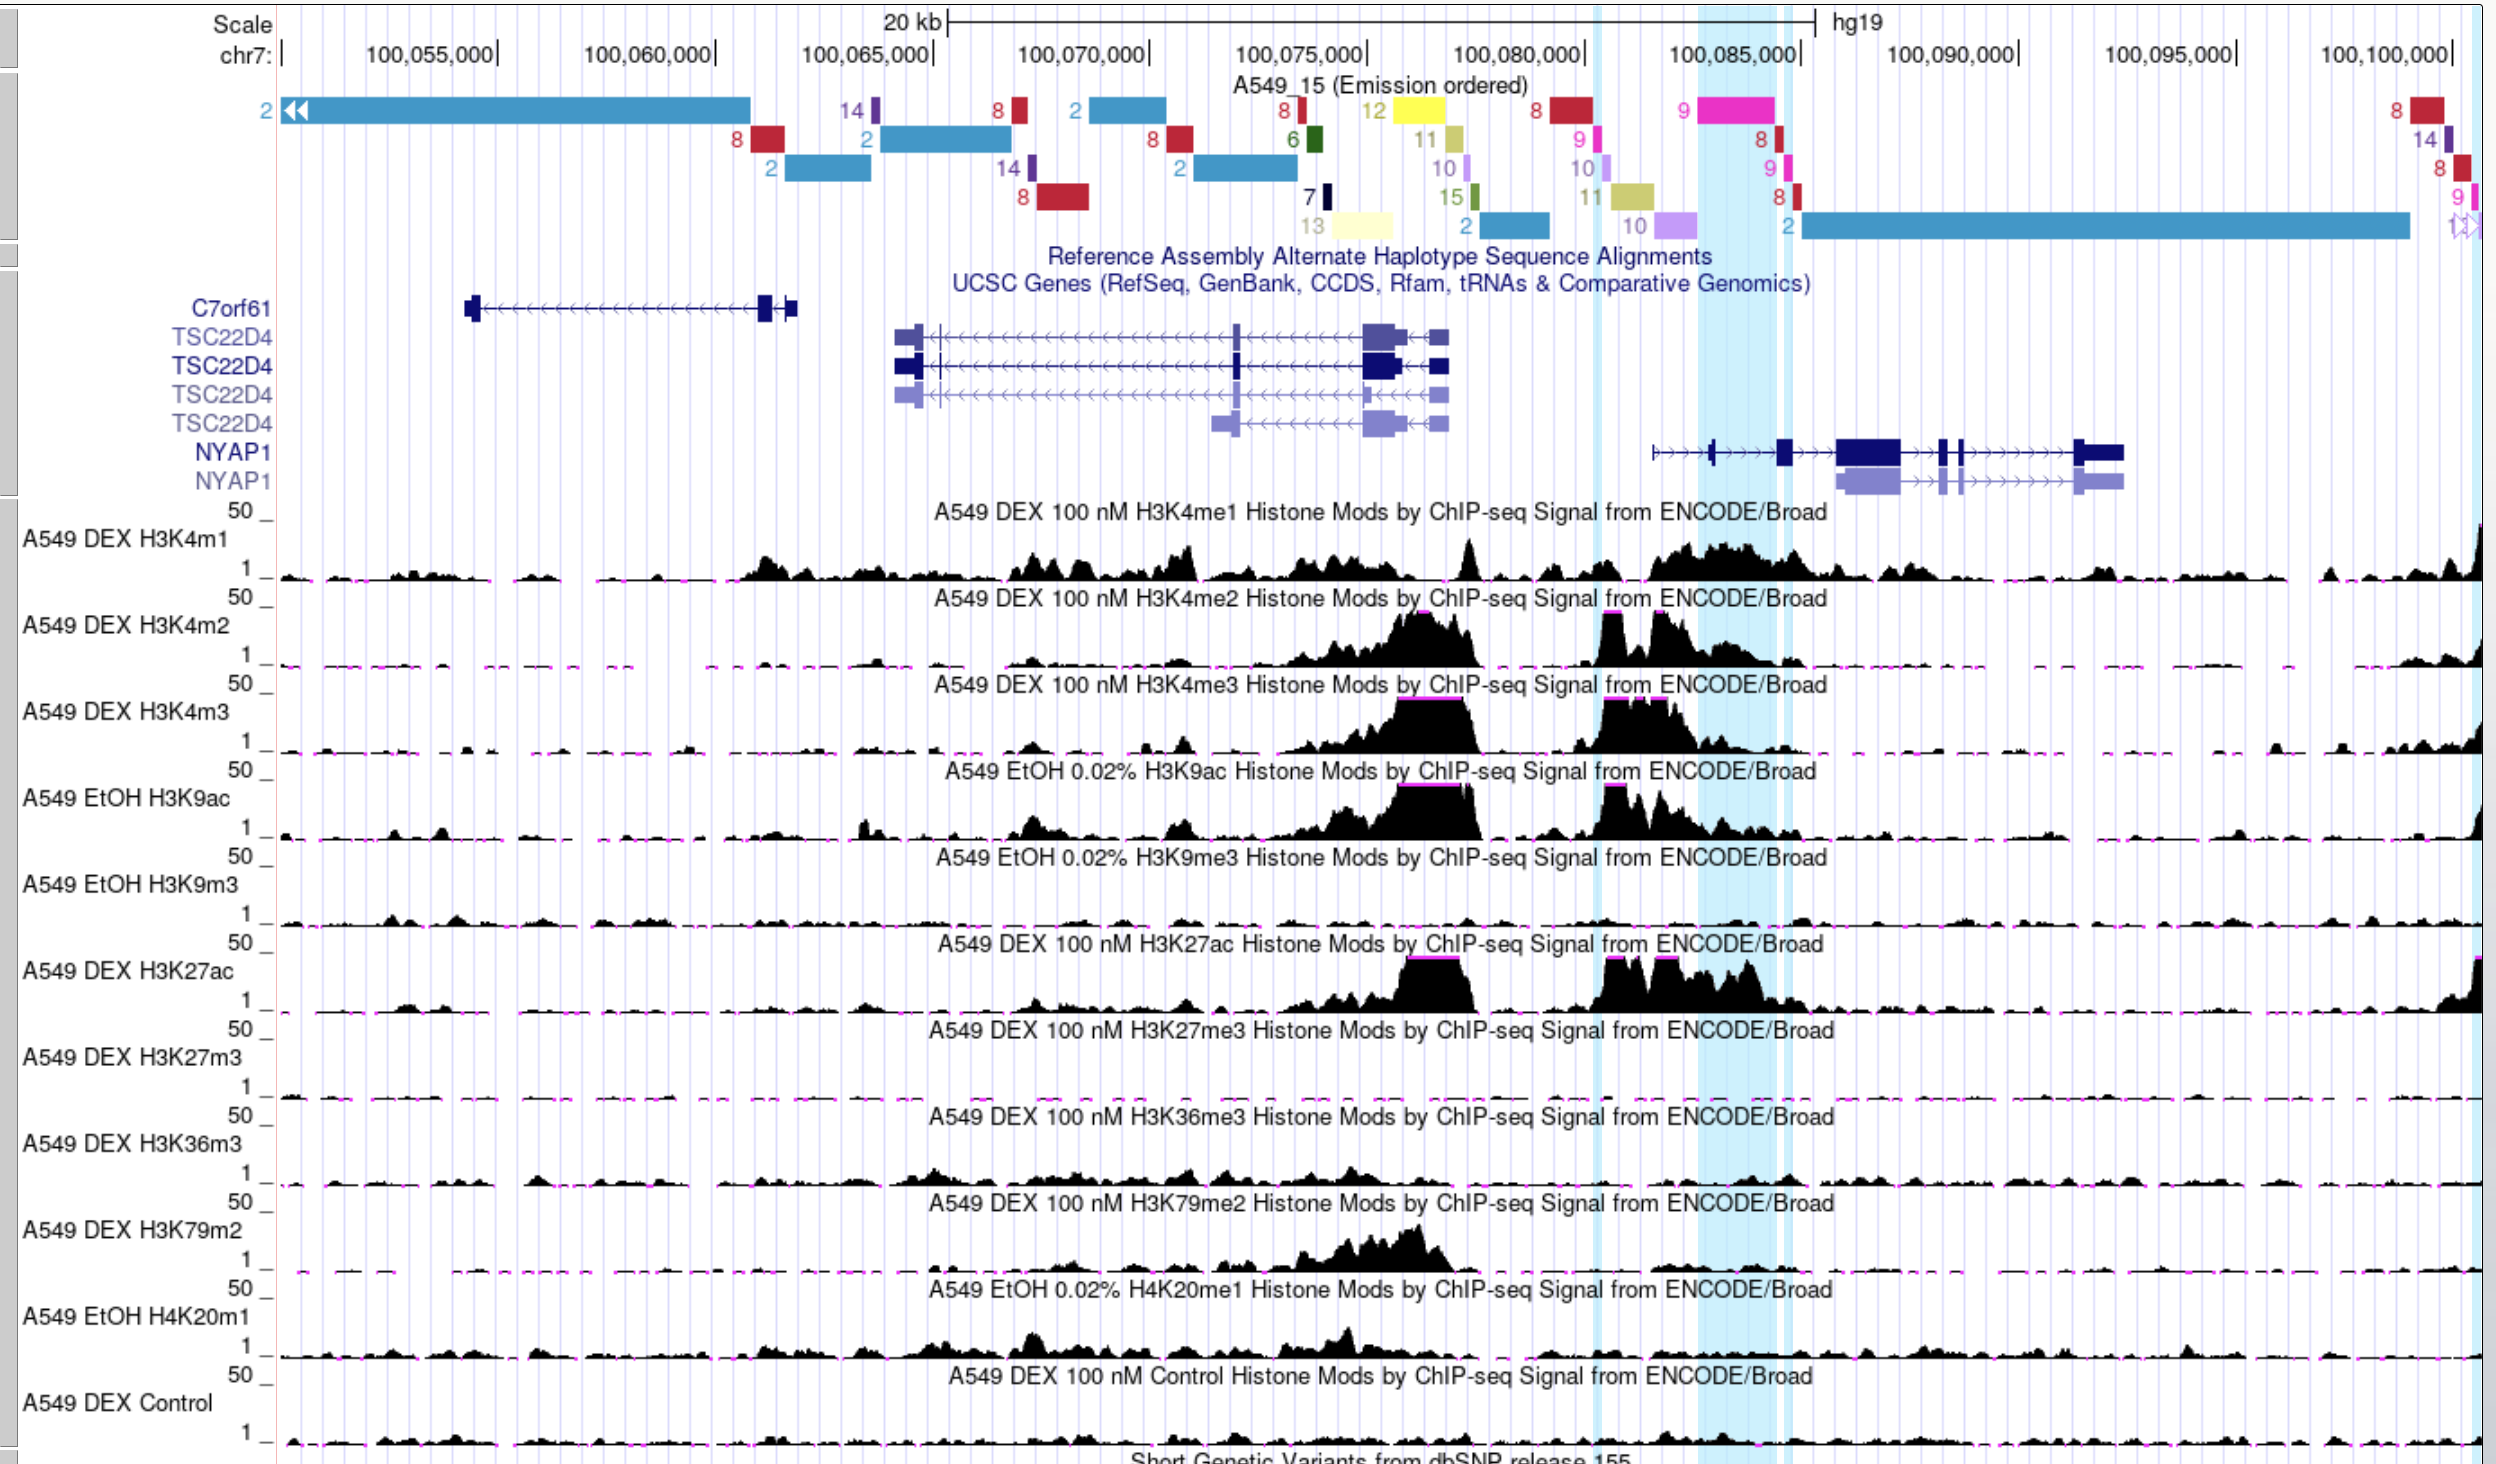 Scale 20 kb hg19
chr7: 100,055,000 100,060,000 100,065,000 100,070,000 100,075,000 100,080,000 100,085,000 100,090,000 100,095,000 100,100,000
A549_15 (Emission ordered)
2 14 8 2 8 12 8 9 8
8 2 8 6 11 9 8 14
2 14 2 10 10 9 8
8 7 15 11 8 9
13 2 10 2
Reference Assembly Alternate Haplotype Sequence Alignments
UCSC Genes (RefSeq, GenBank, CCDS, Rfam, tRNAs & Comparative Genomics)
C7orf61
TSC22D4
TSC22D4
TSC22D4
TSC22D4
NYAP1
NYAP1
50 A549 DEX 100 nM H3K4me1 Histone Mods by ChIP-seq Signal from ENCODE/Broad
A549 DEX H3K4m1
1
50 A549 DEX 100 nM H3K4me2 Histone Mods by ChIP-seq Signal from ENCODE/Broad
A549 DEX H3K4m2
1
50 A549 DEX 100 nM H3K4me3 Histone Mods by ChIP-seq Signal from ENCODE/Broad
A549 DEX H3K4m3
1
50 A549 EtOH 0.02% H3K9ac Histone Mods by ChIP-seq Signal from ENCODE/Broad
A549 EtOH H3K9ac
1
50 A549 EtOH 0.02% H3K9me3 Histone Mods by ChIP-seq Signal from ENCODE/Broad
A549 EtOH H3K9m3
1
50 A549 DEX 100 nM H3K27ac Histone Mods by ChIP-seq Signal from ENCODE/Broad
A549 DEX H3K27ac
1
50 A549 DEX 100 nM H3K27me3 Histone Mods by ChIP-seq Signal from ENCODE/Broad
A549 DEX H3K27m3
1
50 A549 DEX 100 nM H3K36me3 Histone Mods by ChIP-seq Signal from ENCODE/Broad
A549 DEX H3K36m3
1
50 A549 DEX 100 nM H3K79me2 Histone Mods by ChIP-seq Signal from ENCODE/Broad
A549 DEX H3K79m2
1
50 A549 EtOH 0.02% H4K20me1 Histone Mods by ChIP-seq Signal from ENCODE/Broad
A549 EtOH H4K20m1
1
50 A549 DEX 100 nM Control Histone Mods by ChIP-seq Signal from ENCODE/Broad
A549 DEX Control
1
Short Genetic Variants from dbSNP release 155